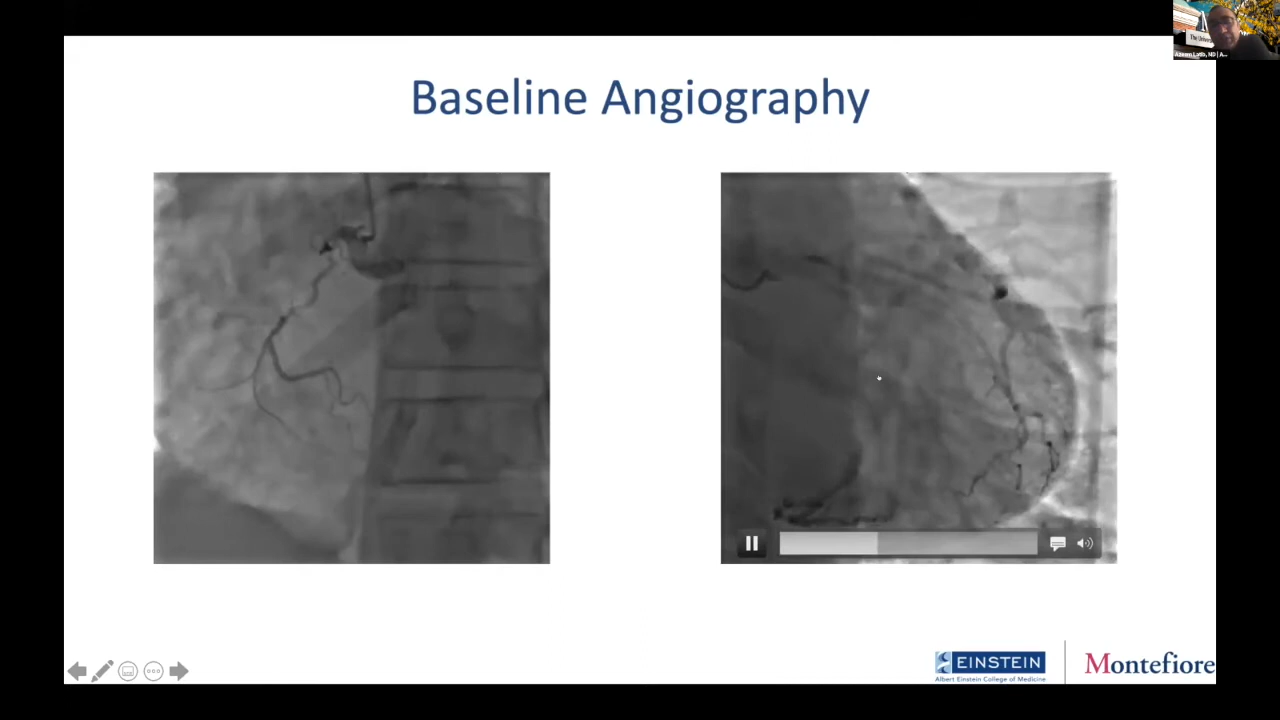 Baseline Angiography
EINSTEIN
Albert Einstein College of Medicine
Montefiore